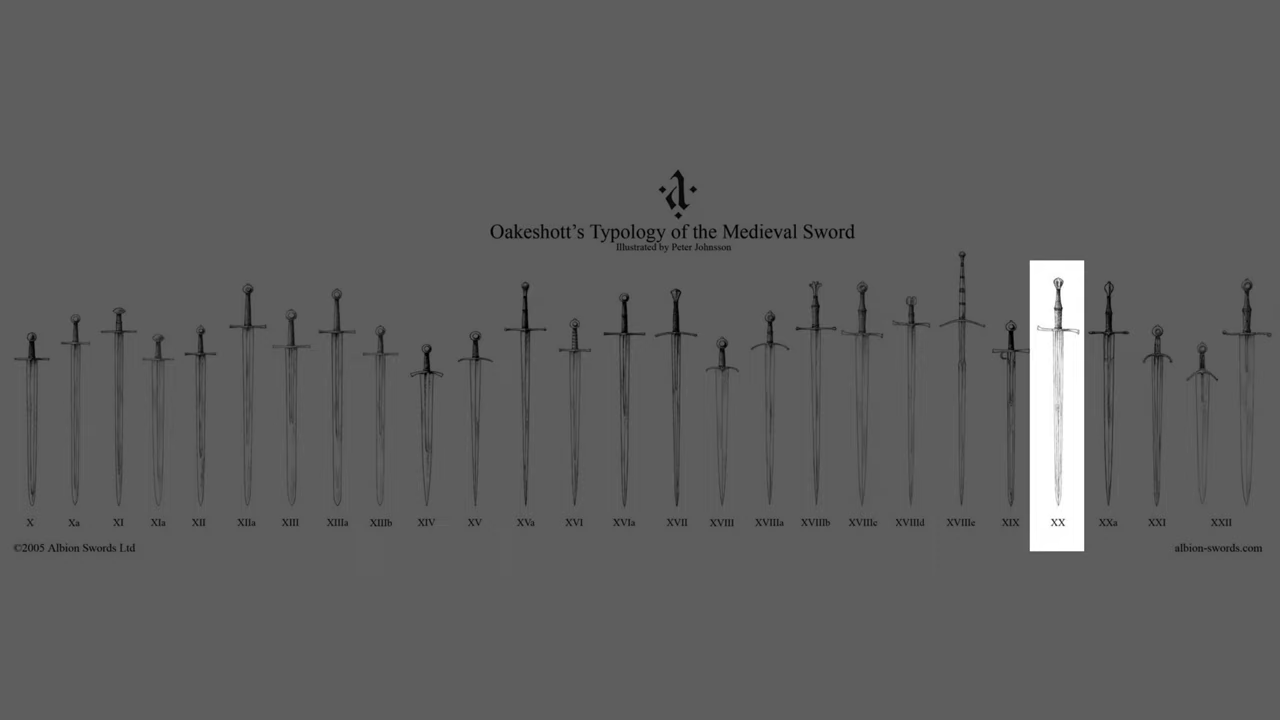 a
Oakeshott's Typology of the Medieval Sword
Illustrated by Peter Johnsson
X Xa XI XIa XII XIIa XIII XIIIa XIIIb XIV XV XVa XVI XVIa XVII XVIII XVIIIa XVIIIb XVIIIc XVIIId XVIIIe XIX XX XXa XXI XXII
©2005 Albion Swords Ltd
albion-swords.com